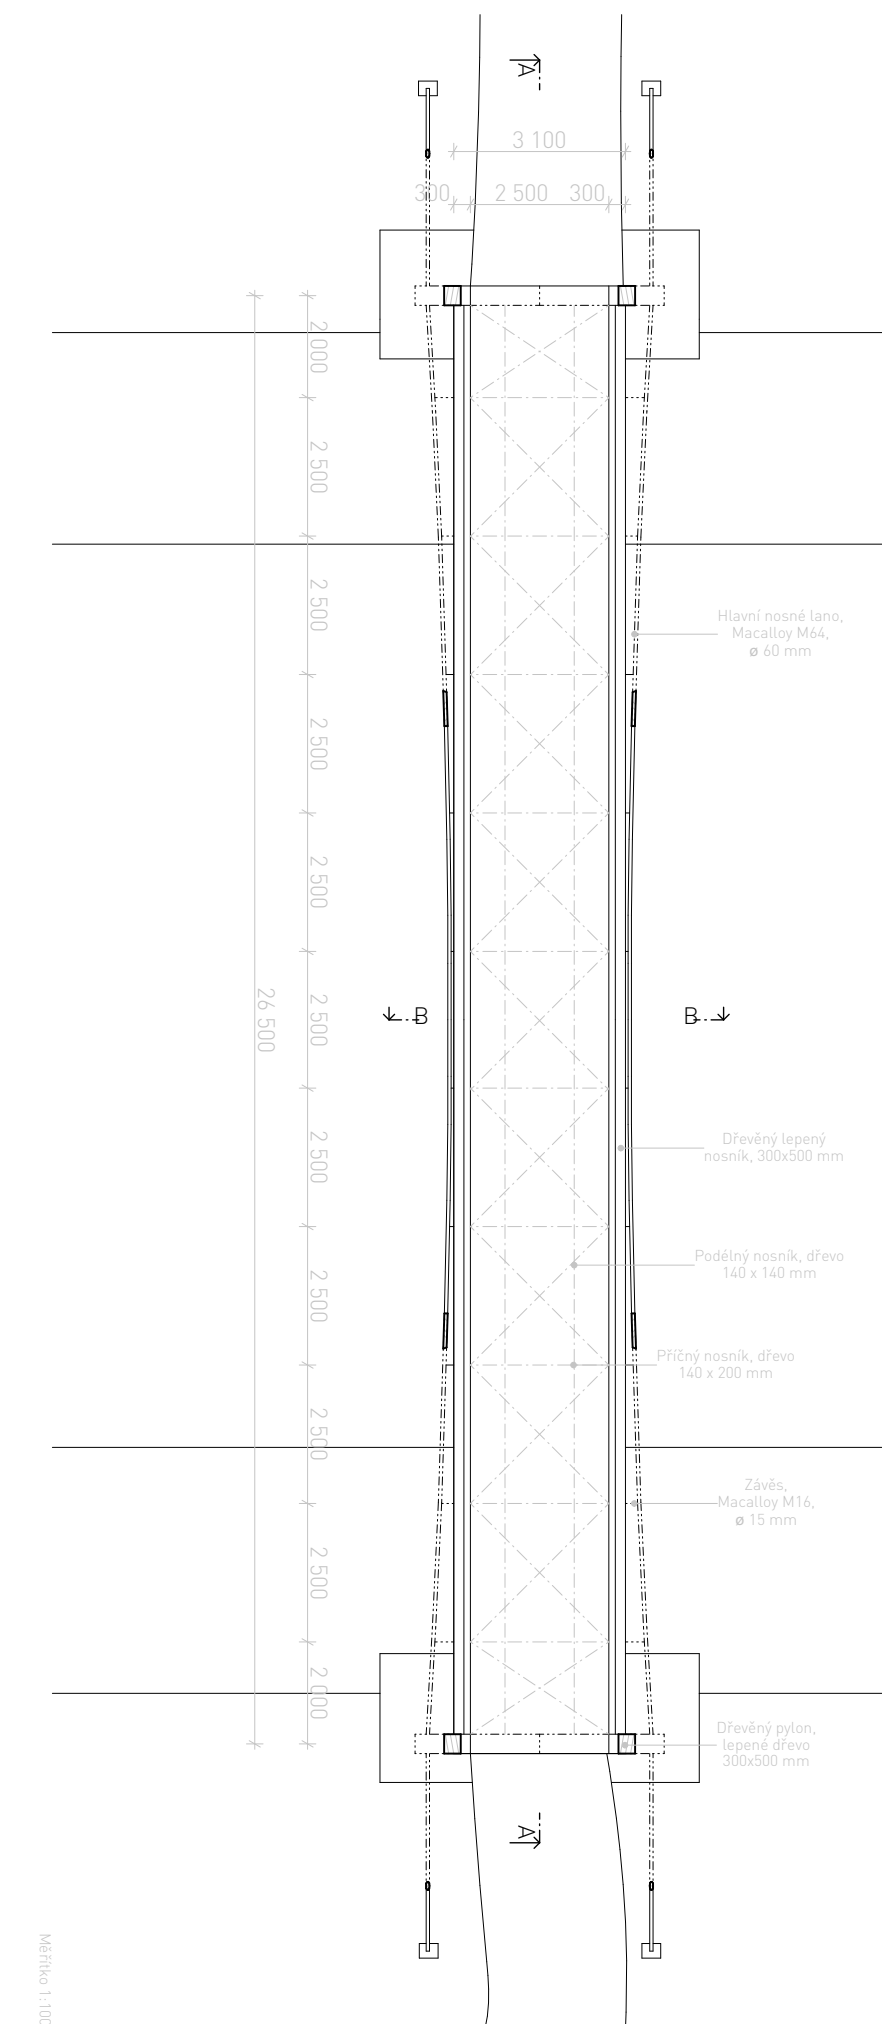 A
3 100
300
2 500
300
2 000
2 500
2 500
2 500
2 500
2 500
2 500
2 500
2 500
2 500
2 000
26 500
Hlavní nosné lano,
Macalloy M64,
ø 60 mm
B
B
Dřevěný lepený
nosník, 300x500 mm
Podélný nosník, dřevo
140 x 140 mm
Příčný nosník, dřevo
140 x 200 mm
Závěs,
Macalloy M16,
ø 15 mm
Dřevěný pylon,
lepené dřevo
300x500 mm
A
Měřítko 1:100